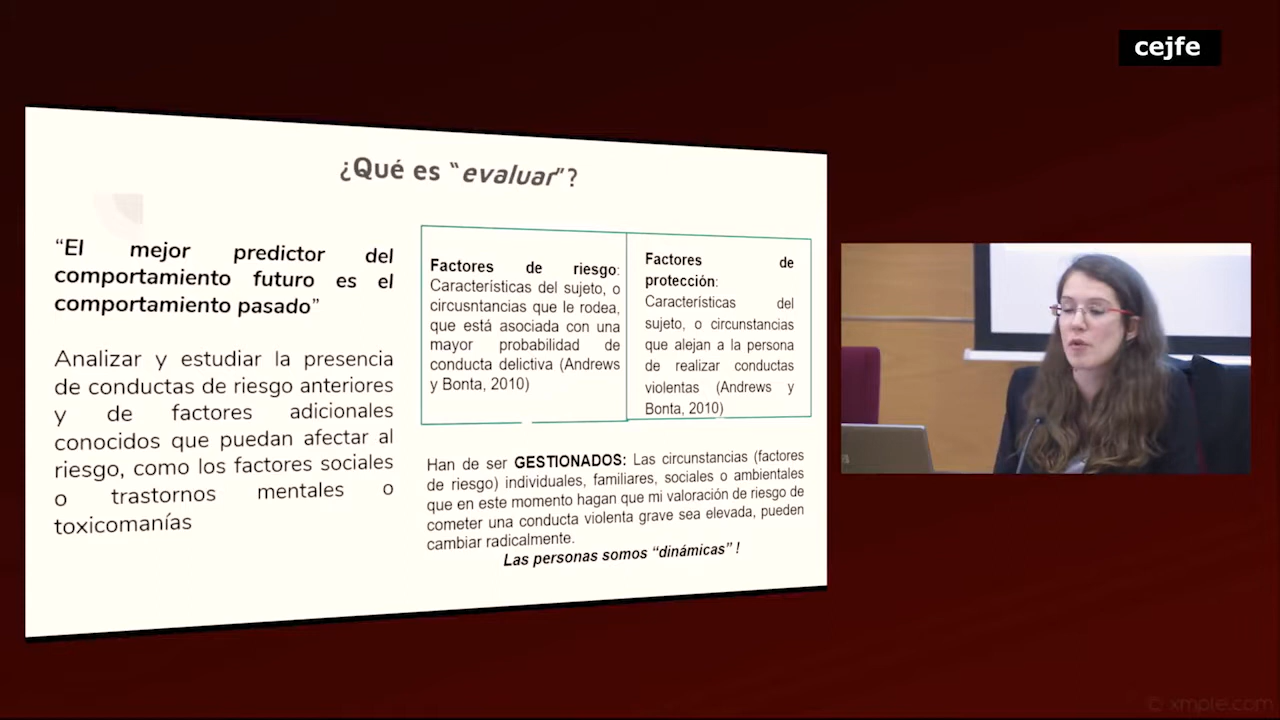 cejfe
¿Qué es “evaluar”?
“El mejor predictor del
comportamiento futuro es el
comportamiento pasado”
Analizar y estudiar la presencia
de conductas de riesgo anteriores
y de factores adicionales
conocidos que puedan afectar al
riesgo, como los factores sociales
o trastornos mentales o
toxicomanías
Factores de riesgo:
Características del sujeto, o
circusntancias que le rodea,
que está asociada con una
mayor probabilidad de
conducta delictiva (Andrews
y Bonta, 2010)
Factores de
protección:
Características del
sujeto, o circunstancias
que alejan a la persona
de realizar conductas
violentas (Andrews y
Bonta, 2010)
Han de ser GESTIONADOS: Las circunstancias (factores
de riesgo) individuales, familiares, sociales o ambientales
que en este momento hagan que mi valoración de riesgo de
cometer una conducta violenta grave sea elevada, pueden
cambiar radicalmente.
Las personas somos “dinámicas” !
© xmple.com